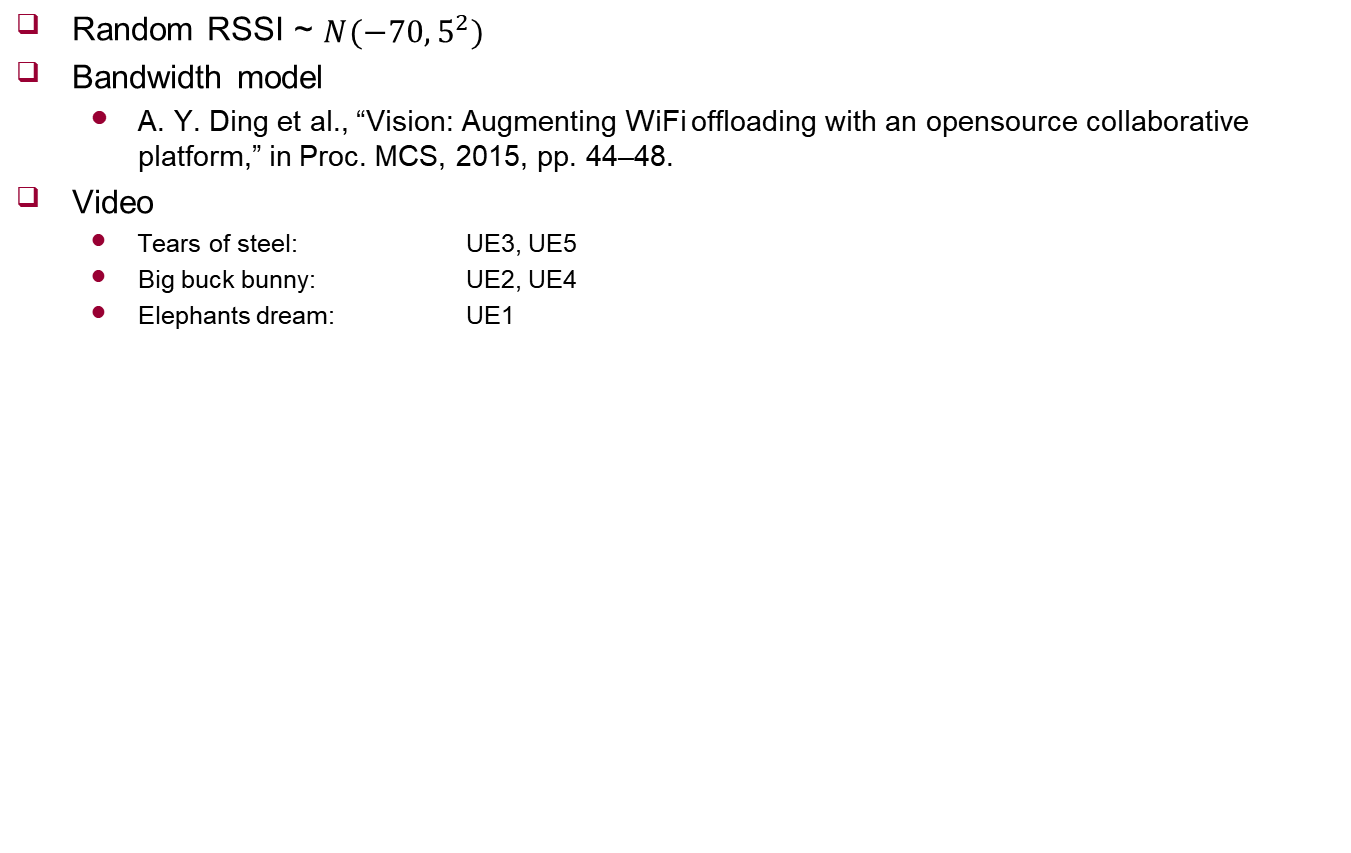 Random RSSI ~ 𝑁(−70, 5²)
Bandwidth model
A. Y. Ding et al., “Vision: Augmenting WiFi offloading with an opensource collaborative
platform,” in Proc. MCS, 2015, pp. 44–48.
Video
Tears of steel: UE3, UE5
Big buck bunny: UE2, UE4
Elephants dream: UE1